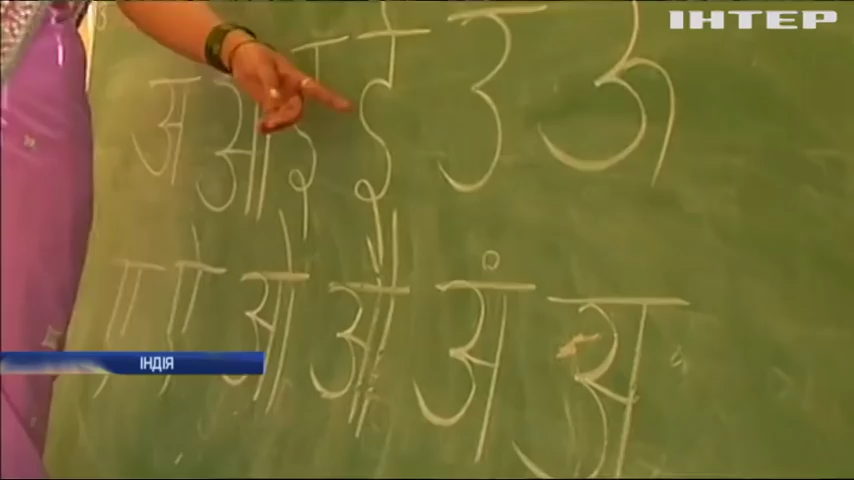 ІНТЕР
अ आ इ ई उ ऊ
ए ऐ ओ औ अं अः
ІНДІЯ